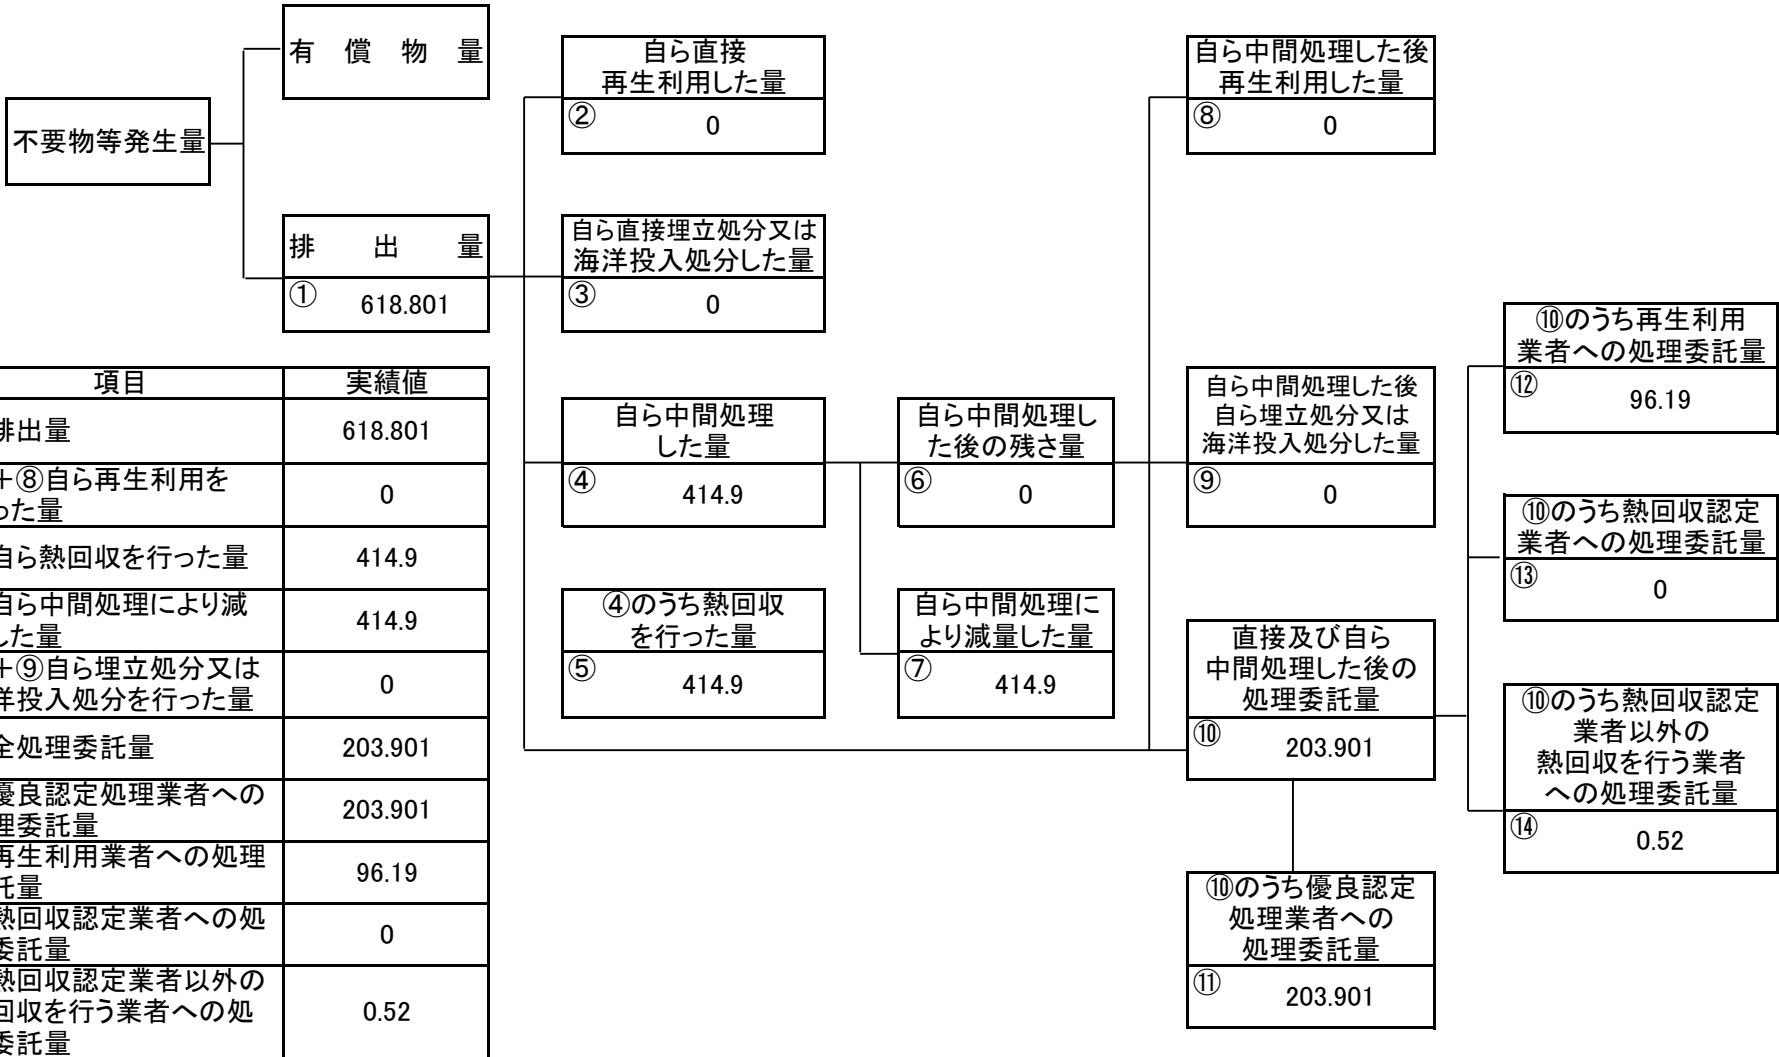 有償物量
不要物等発生量
排出量
① 618.801
自ら直接
再生利用した量
② 0
自ら直接埋立処分又は
海洋投入処分した量
③ 0
自ら中間処理
した量
④ 414.9
④のうち熱回収
を行った量
⑤ 414.9
自ら中間処理し
た後の残さ量
⑥ 0
自ら中間処理に
より減量した量
⑦ 414.9
自ら中間処理した後
再生利用した量
⑧ 0
自ら中間処理した後
自ら埋立処分又は
海洋投入処分した量
⑨ 0
直接及び自ら
中間処理した後の
処理委託量
⑩ 203.901
⑩のうち優良認定
処理業者への
処理委託量
⑪ 203.901
⑩のうち再生利用
業者への処理委託量
⑫ 96.19
⑩のうち熱回収認定
業者への処理委託量
⑬ 0
⑩のうち熱回収認定
業者以外の
熱回収を行う業者
への処理委託量
⑭ 0.52
項目 実績値
排出量 618.801
+⑧自ら再生利用を
った量 0
自ら熱回収を行った量 414.9
自ら中間処理により減
した量 414.9
+⑨自ら埋立処分又は
洋投入処分を行った量 0
全処理委託量 203.901
優良認定処理業者への
理委託量 203.901
再生利用業者への処理
託量 96.19
熱回収認定業者への処
委託量 0
熱回収認定業者以外の
回収を行う業者への処
委託量 0.52